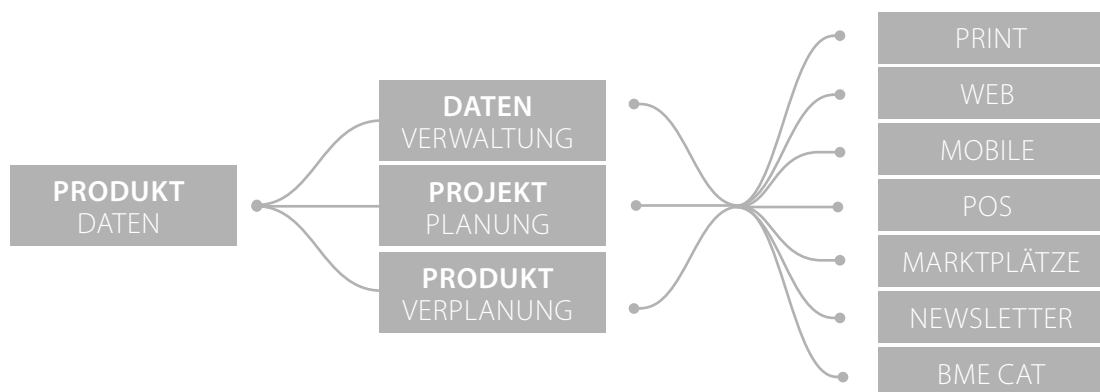 PRODUKT
DATEN
DATEN
VERWALTUNG
PROJEKT
PLANUNG
PRODUKT
VERPLANUNG
PRINT
WEB
MOBILE
POS
MARKTPLÄTZE
NEWSLETTER
BME CAT